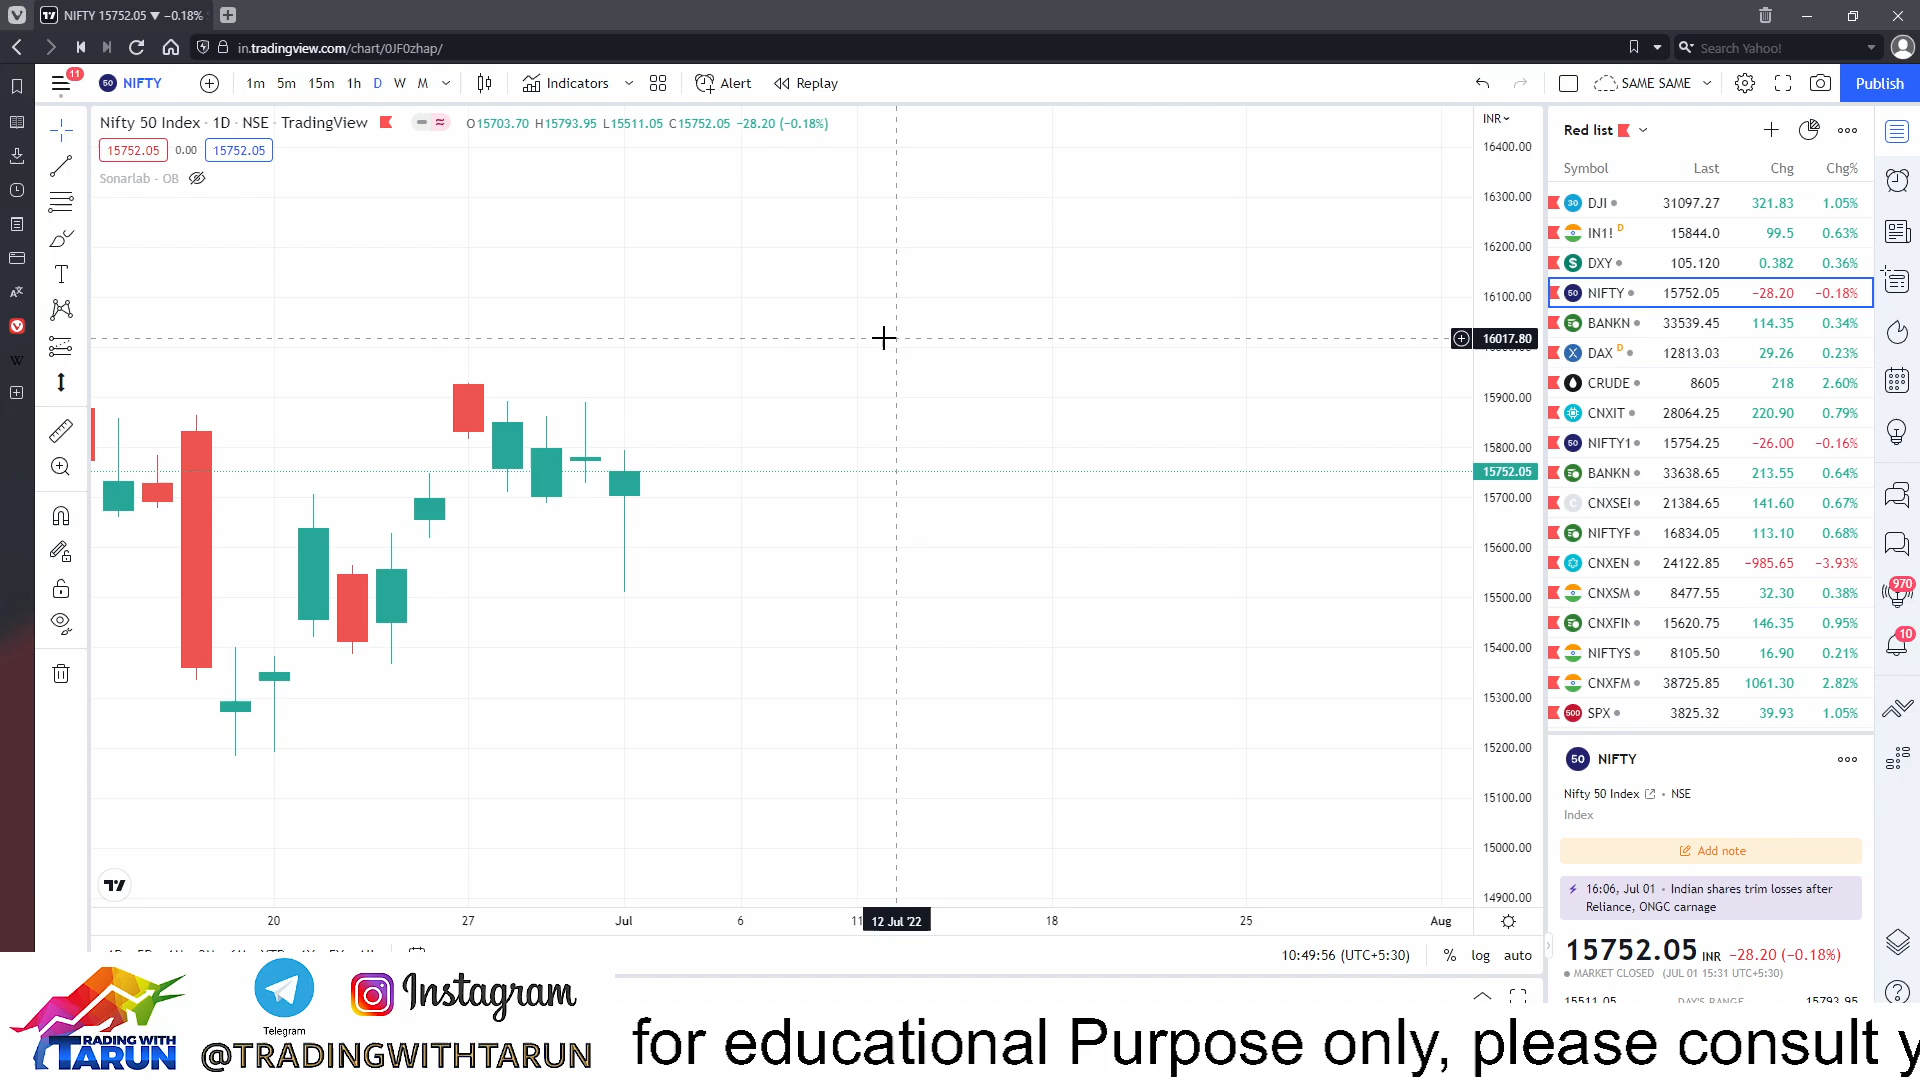 NIFTY 15752.05 ▼ −0.18%
in.tradingview.com/chart/0JF0zhap/
Search Yahoo!
11
50 NIFTY
1m 5m 15m 1h D W M
Indicators
Alert
Replay
SAME SAME
Publish
Nifty 50 Index · 1D · NSE · TradingView
O15703.70 H15793.95 L15511.05 C15752.05 −28.20 (−0.18%)
15752.05 0.00 15752.05
Sonarlab - OB
INR
16400.00
16300.00
16200.00
16100.00
16017.80
15900.00
15800.00
15752.05
15700.00
15600.00
15500.00
15400.00
15300.00
15200.00
15100.00
15000.00
14900.00
20 27 Jul 6 11 12 Jul '22 18 25 Aug
10:49:56 (UTC+5:30) % log auto
Red list
Symbol Last Chg Chg%
30 DJI 31097.27 321.83 1.05%
IN1! D 15844.0 99.5 0.63%
DXY 105.120 0.382 0.36%
50 NIFTY 15752.05 −28.20 −0.18%
BANKN 33539.45 114.35 0.34%
DAX D 12813.03 29.26 0.23%
CRUDE 8605 218 2.60%
CNXIT 28064.25 220.90 0.79%
50 NIFTY1 15754.25 −26.00 −0.16%
BANKN 33638.65 213.55 0.64%
C CNXSEI 21384.65 141.60 0.67%
NIFTYF 16834.05 113.10 0.68%
CNXEN 24122.85 −985.65 −3.93%
CNXSM 8477.55 32.30 0.38%
CNXFIN 15620.75 146.35 0.95%
NIFTYS 8105.50 16.90 0.21%
CNXFM 38725.85 1061.30 2.82%
500 SPX 3825.32 39.93 1.05%
970
10
50 NIFTY
Nifty 50 Index · NSE
Index
Add note
16:06, Jul 01 · Indian shares trim losses after
Reliance, ONGC carnage
15752.05 INR −28.20 (−0.18%)
MARKET CLOSED (JUL 01 15:31 UTC+5:30)
15511.05 DAY'S RANGE 15793.95
TRADING WITH
TARUN
Telegram
Instagram
@TRADINGWITHTARUN
for educational Purpose only, please consult y